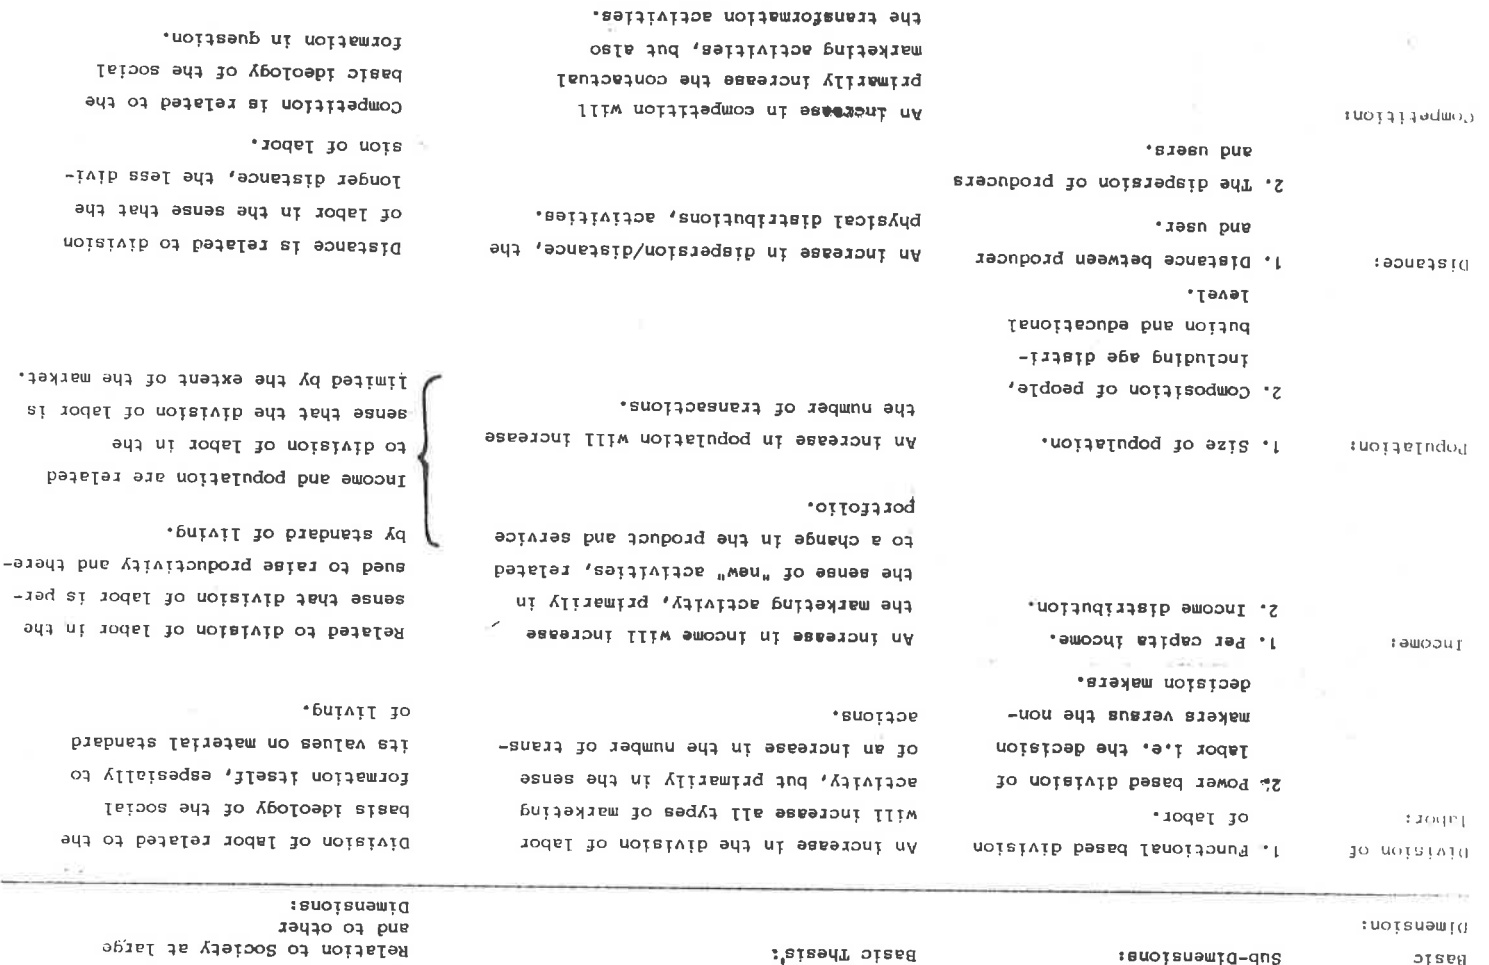 Basic
Dimension:
Sub-Dimensions:
Basic Thesis':
Relation to Society at large
and to other
Dimensions:
Division of
labor:
1. Functional based division
of labor.
2. Power based division of
labor i.e. the decision
makers versus the non-
decision makers.
An increase in the division of labor
will increase all types of marketing
activity, but primarily in the sense
of an increase in the number of trans-
actions.
Division of labor related to the
basis ideology of the social
formation itself, espesially to
its values on material standard
of living.
Income:
1. Per capita income.
2. Income distribution.
An increase in income will increase
the marketing activity, primarily in
the sense of "new" activities, related
to a change in the product and service
portfolio.
Related to division of labor in the
sense that division of labor is per-
sued to raise productivity and there-
by standard of living.
Income and population are related
to division of labor in the
sense that the division of labor is
limited by the extent of the market.
Population:
1. Size of population.
2. Composition of people,
including age distri-
bution and educational
level.
An increase in population will increase
the number of transactions.
Distance:
1. Distance between producer
and user.
2. The dispersion of producers
and users.
An increase in dispersion/distance, the
physical distributions, activities.
Distance is related to division
of labor in the sense that the
longer distance, the less divi-
sion of labor.
Competition:
An increase in competition will
primarily increase the contactual
marketing activities, but also
the transformation activities.
Competition is related to the
basic ideology of the social
formation in question.